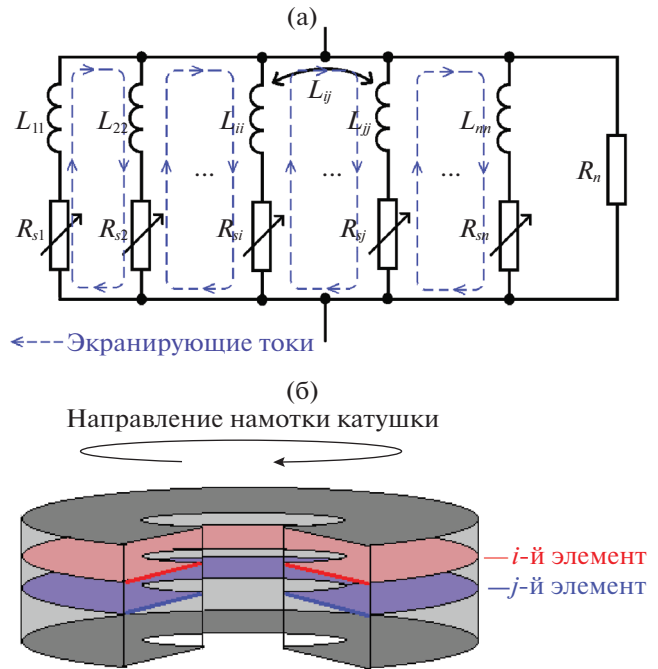 (а)
L11 L22 Lii Lij Ljj Lnn
... ... ...
Rn
Rs1 Rs2 Rsi Rsj Rsn
Экранирующие токи
(б)
Направление намотки катушки
i-й элемент
j-й элемент